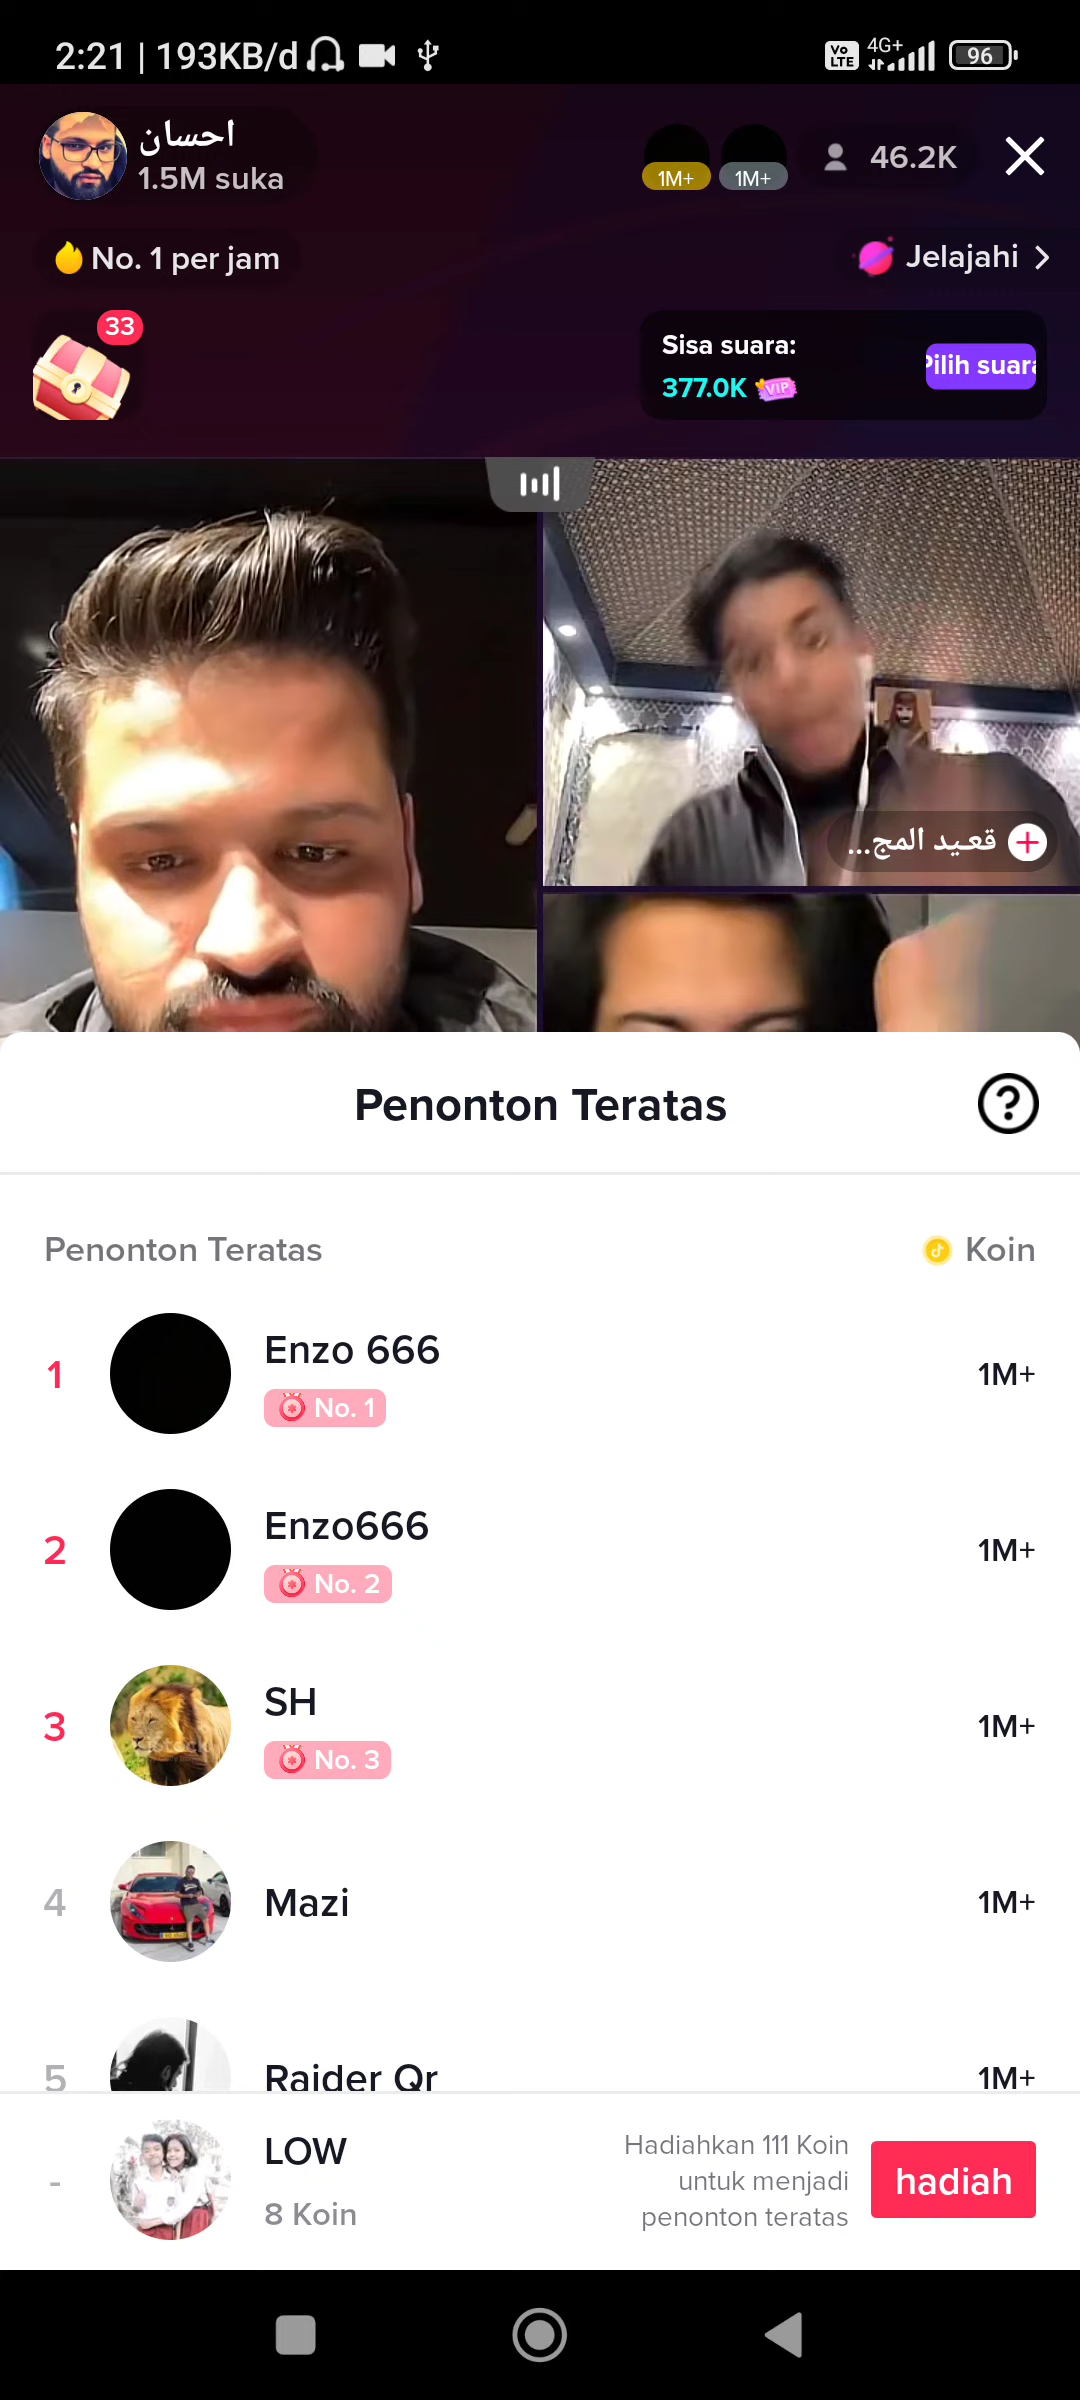 2:21 | 193KB/d
Vo LTE 4G+ 96
احسان
1.5M suka
1M+ 1M+ 46.2K
No. 1 per jam
Jelajahi
33
Sisa suara:
377.0K VIP
Pilih suara
قعـيد المج...
Penonton Teratas
Penonton Teratas Koin
1 Enzo 666 1M+
No. 1
2 Enzo666 1M+
No. 2
3 SH 1M+
No. 3
4 Mazi 1M+
5 Raider Qr 1M+
- LOW
8 Koin
Hadiahkan 111 Koin
untuk menjadi
penonton teratas
hadiah